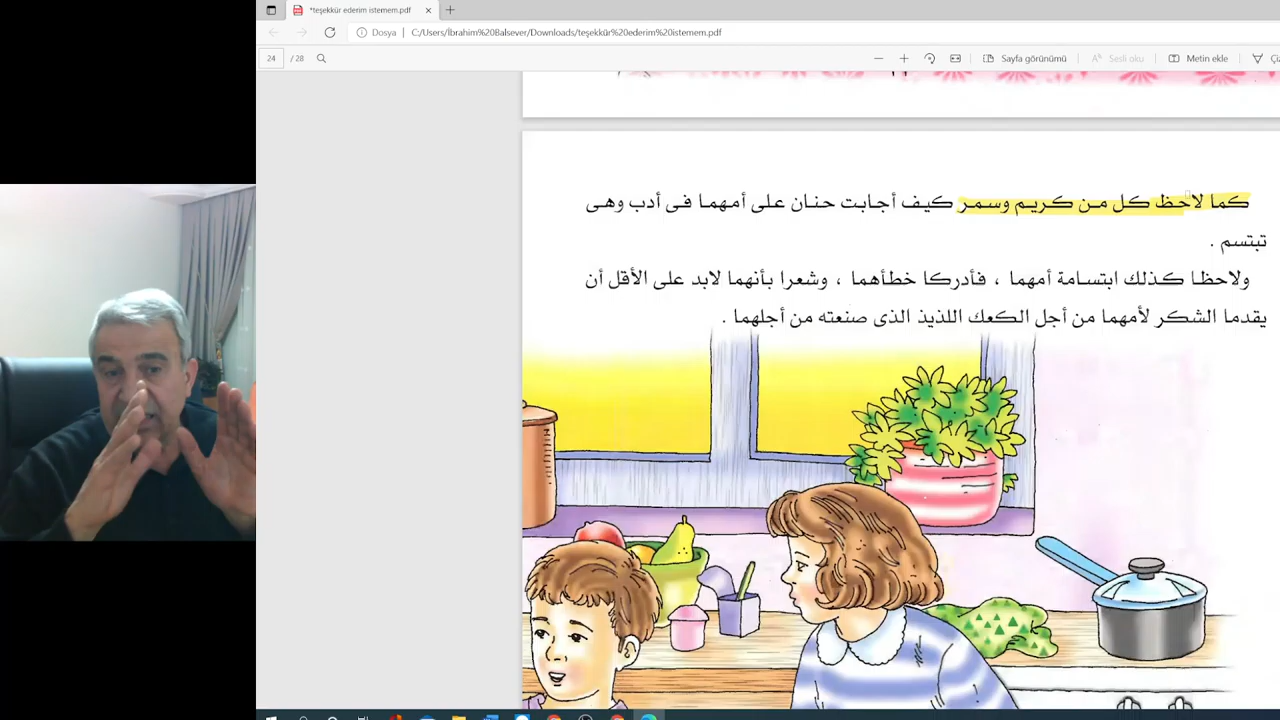 *teşekkür ederim istemem.pdf
Dosya
C:/Users/İbrahim%20Balsever/Downloads/teşekkür%20ederim%20istemem.pdf
24 / 28
Sayfa görünümü
Sesli oku
Metin ekle
كما لاحظ كل من كريم وسمر كيف أجابت حنان على أمهما فى أدب وهى
تبتسم .
ولاحظا كذلك ابتسامة أمهما ، فأدركا خطأهما ، وشعرا بأنهما لابد على الأقل أن
يقدما الشكر لأمهما من أجل الكعك اللذيذ الذى صنعته من أجلهما .